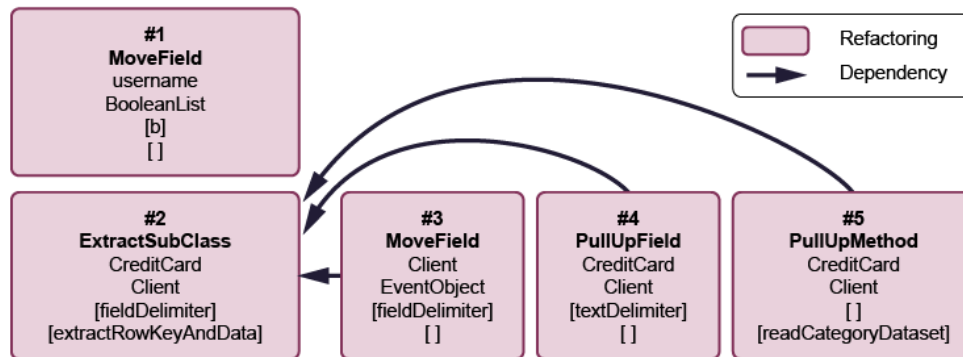 #1
MoveField
username
BooleanList
[b]
[ ]
Refactoring
Dependency
#2
ExtractSubClass
CreditCard
Client
[fieldDelimiter]
[extractRowKeyAndData]
#3
MoveField
Client
EventObject
[fieldDelimiter]
[ ]
#4
PullUpField
CreditCard
Client
[textDelimiter]
[ ]
#5
PullUpMethod
CreditCard
Client
[ ]
[readCategoryDataset]